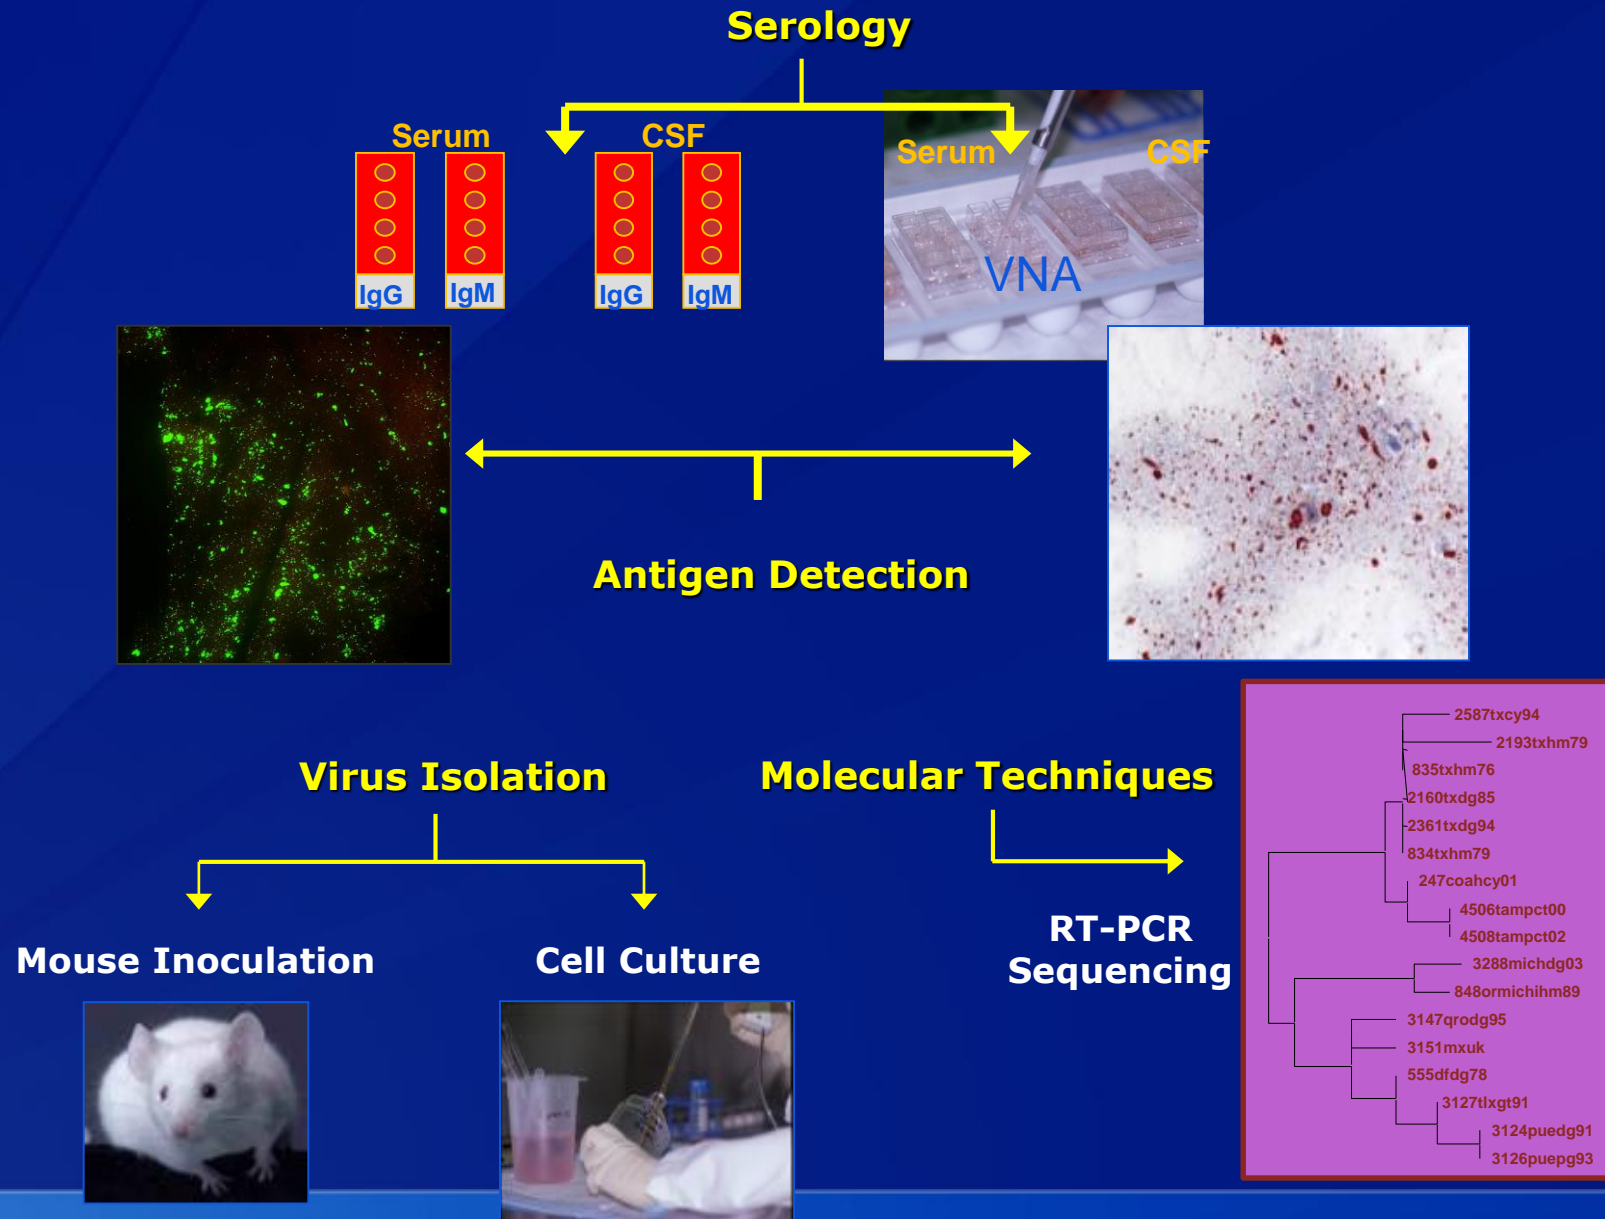 Serology
Serum
CSF
IgG
IgM
IgG
IgM
Serum
CSF
VNA
Antigen Detection
Virus Isolation
Mouse Inoculation
Cell Culture
Molecular Techniques
RT-PCR
Sequencing
2587txcy94
2193txhm79
835txhm76
2160txdg85
2361txdg94
834txhm79
247coahcy01
4506tampct00
4508tampct02
3288michdg03
848ormichihm89
3147qrodg95
3151mxuk
555dfdg78
3127tlxgt91
3124puedg91
3126puepg93